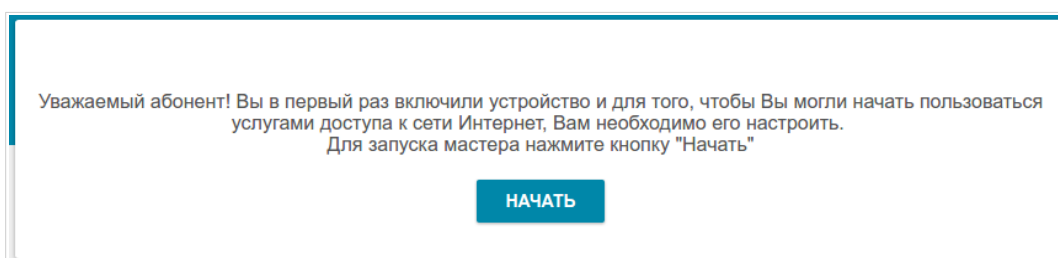 Уважаемый абонент! Вы в первый раз включили устройство и для того, чтобы Вы могли начать пользоваться
услугами доступа к сети Интернет, Вам необходимо его настроить.
Для запуска мастера нажмите кнопку "Начать"
НАЧАТЬ